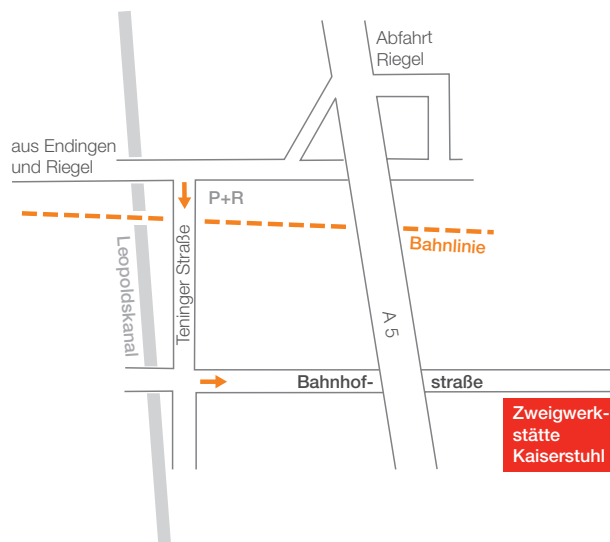 Abfahrt
Riegel
aus Endingen
und Riegel
P+R
Bahnlinie
Leopoldskanal
Teninger Straße
A 5
Bahnhof- straße
Zweigwerk-
stätte
Kaiserstuhl